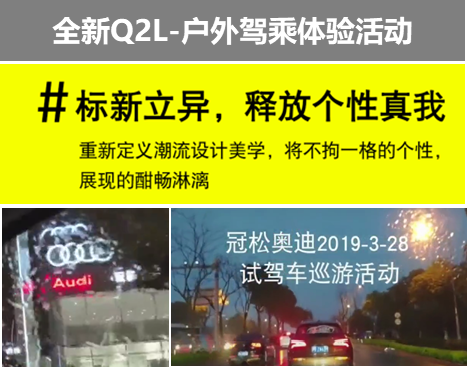 全新Q2L-户外驾乘体验活动
#标新立异，释放个性真我
重新定义潮流设计美学，将不拘一格的个性，
展现的酣畅淋漓
Audi
冠松奥迪2019-3-28
试驾车巡游活动